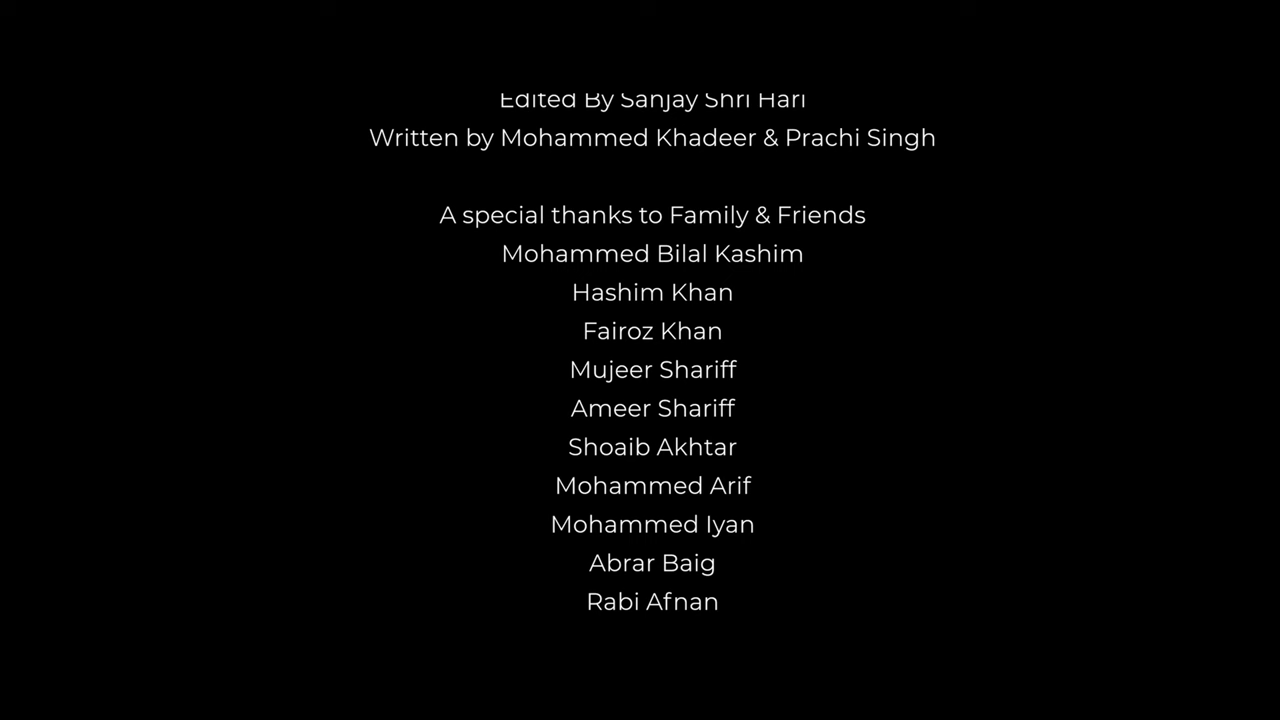 Edited By Sanjay Shri Hari
Written by Mohammed Khadeer & Prachi Singh
A special thanks to Family & Friends
Mohammed Bilal Kashim
Hashim Khan
Fairoz Khan
Mujeer Shariff
Ameer Shariff
Shoaib Akhtar
Mohammed Arif
Mohammed Iyan
Abrar Baig
Rabi Afnan